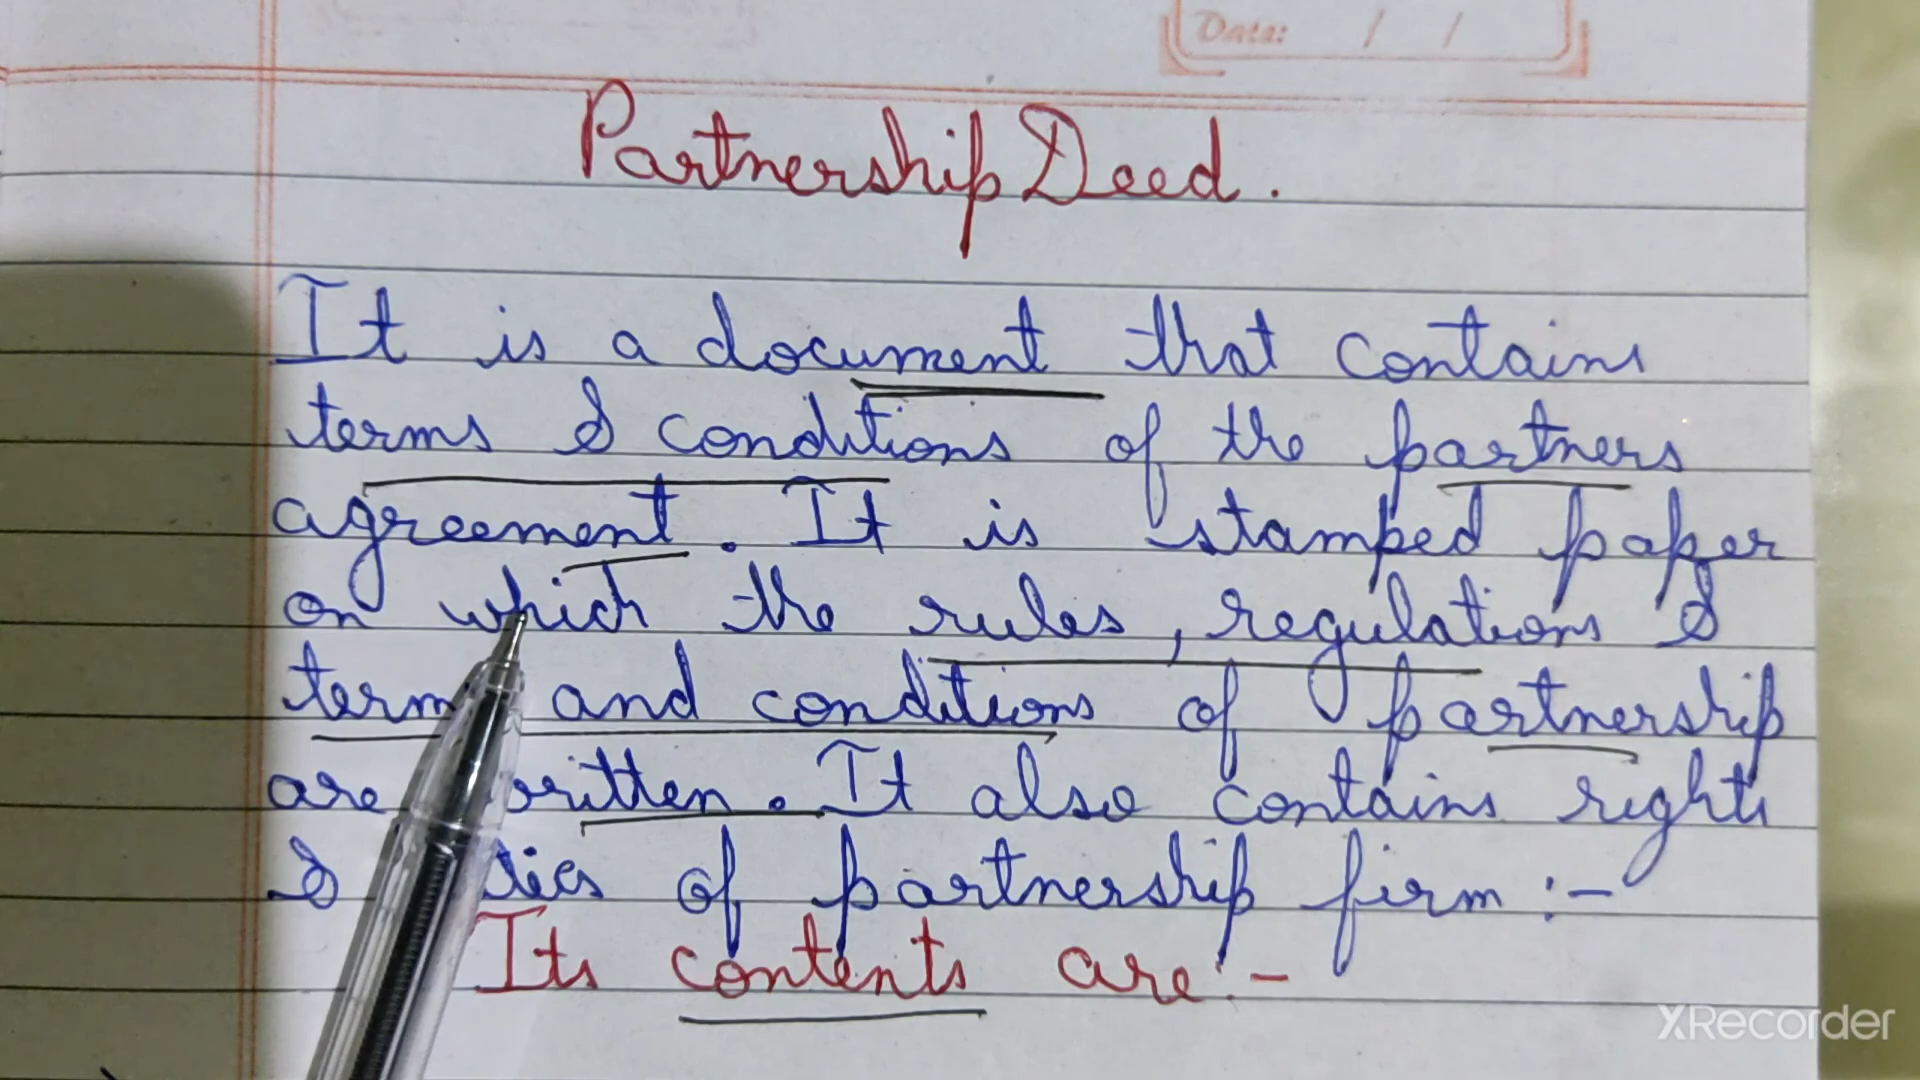 Date: / /
Partnership Deed.
It is a document that contains
terms & conditions of the partners
agreement. It is stamped paper
on which the rules, regulations &
term and conditions of partnership
are written. It also contains rights
& of partnership firm :-
Its contents are :-
XRecorder